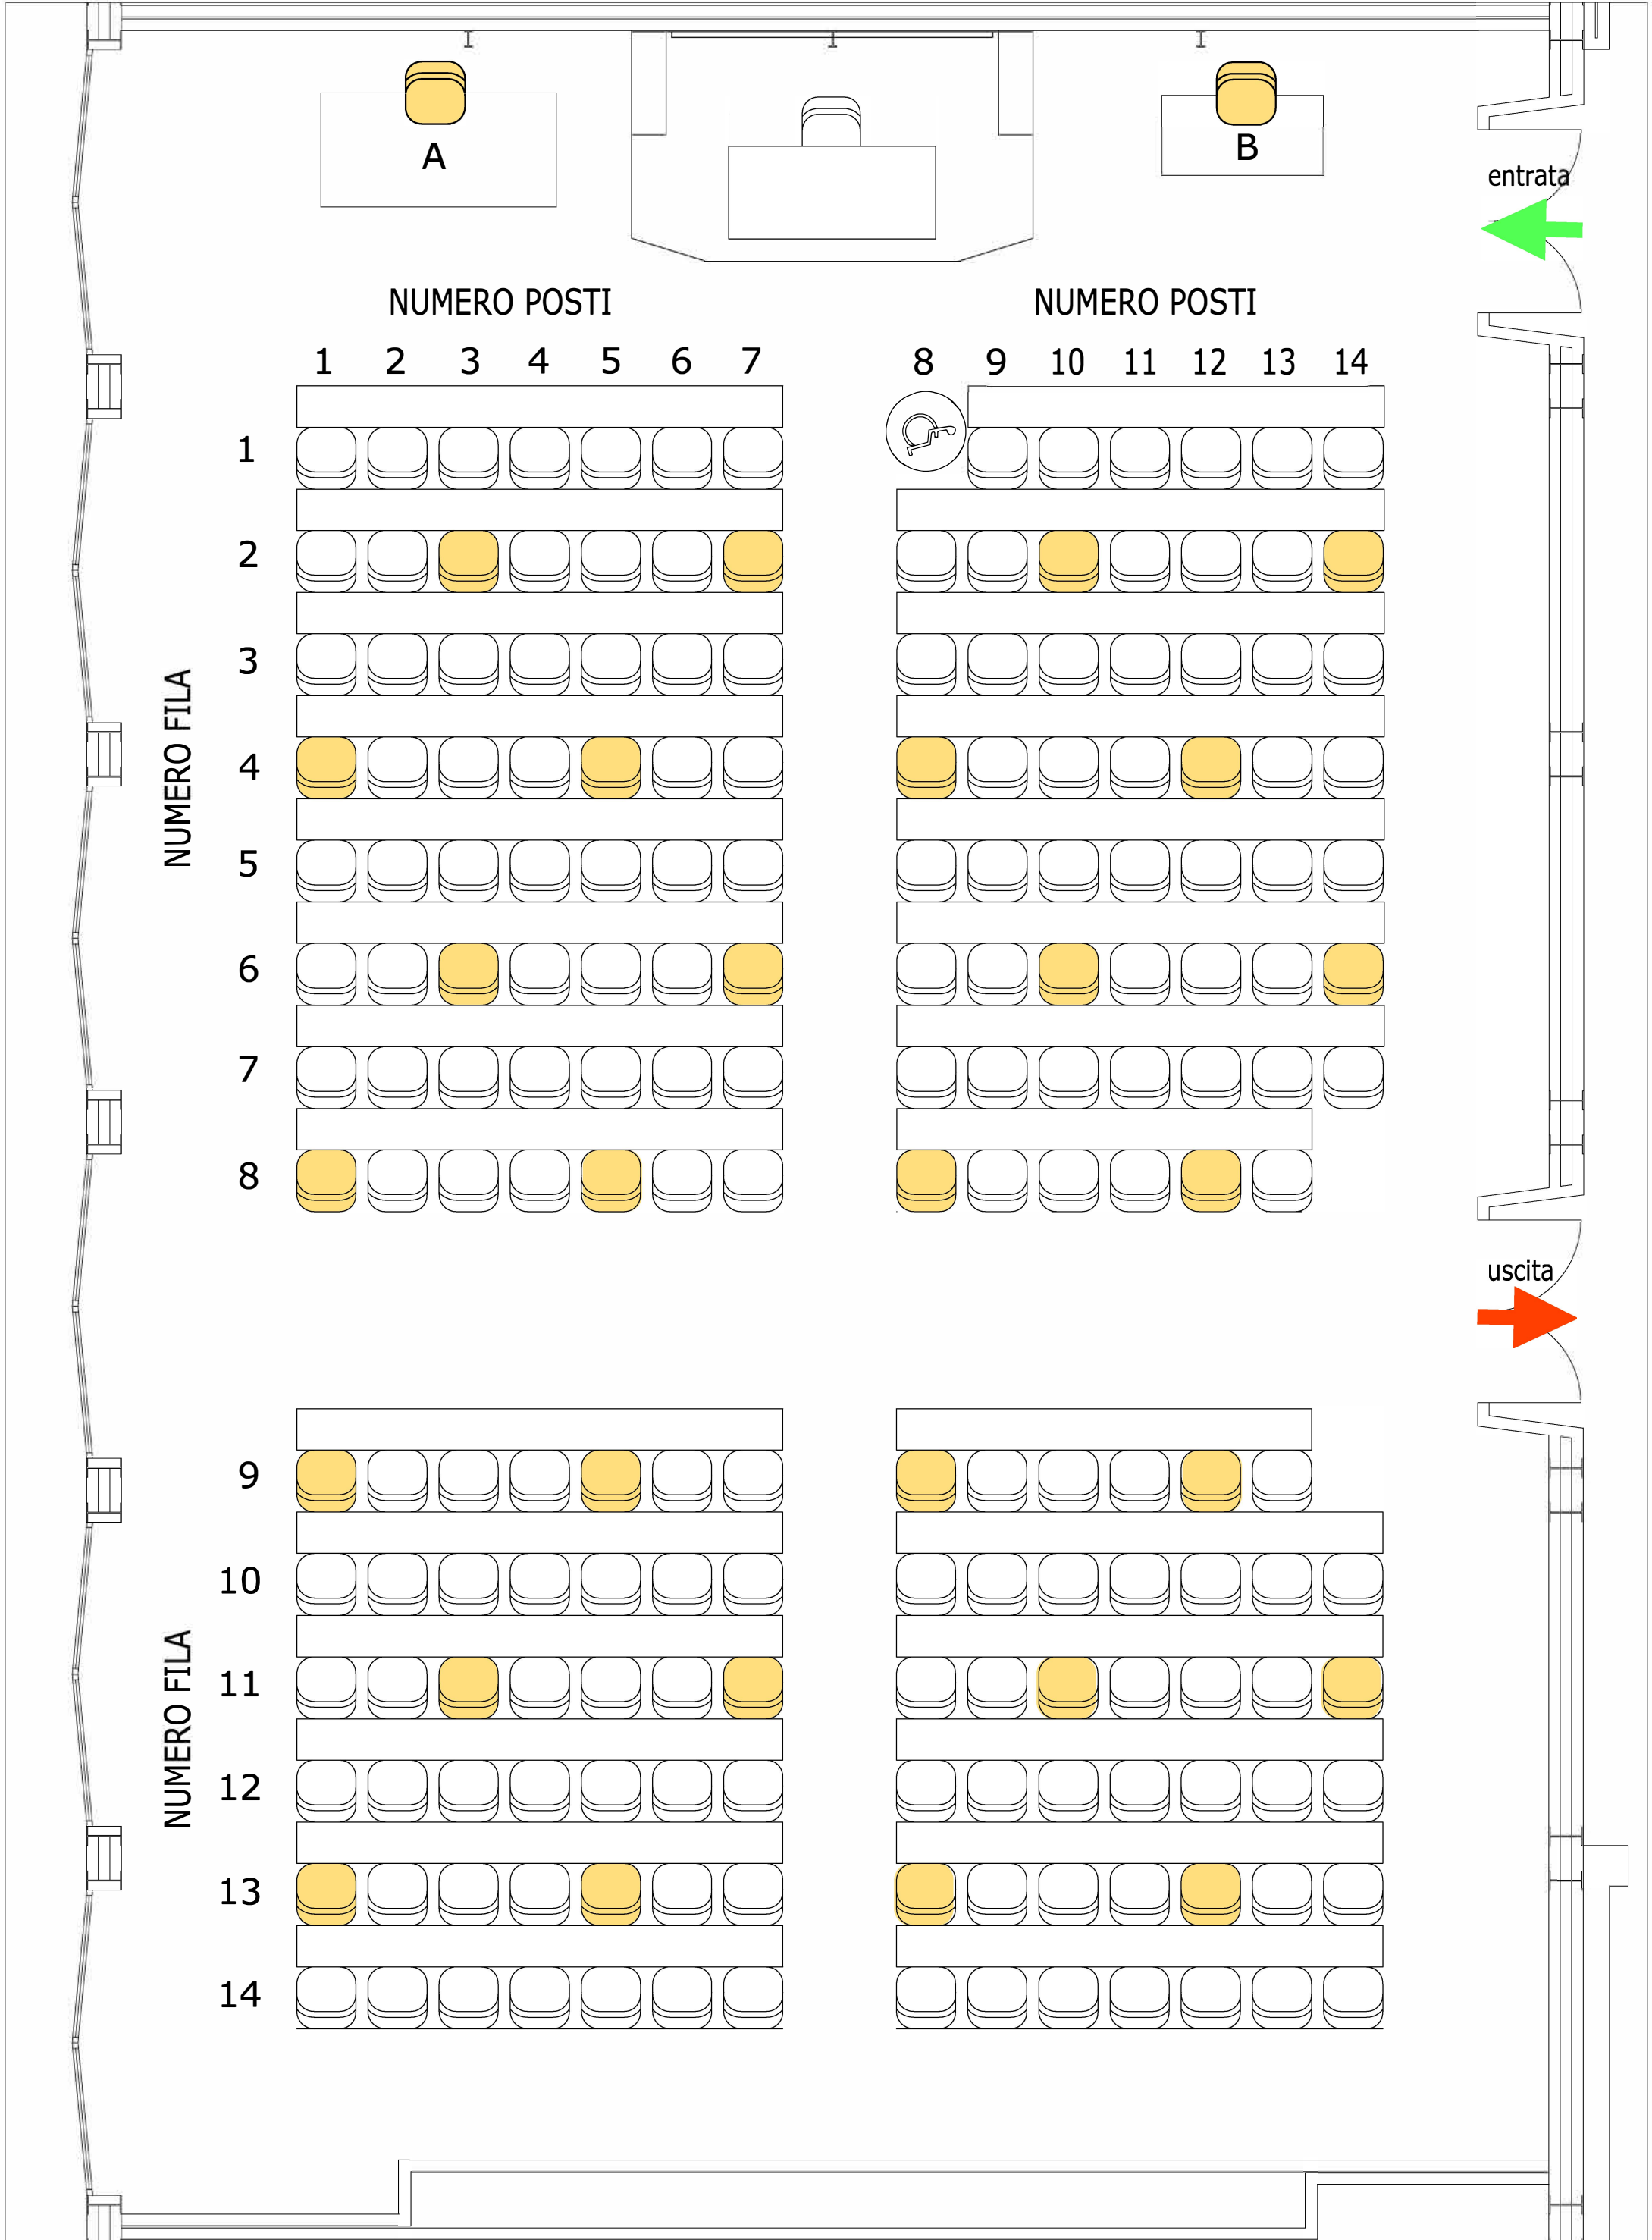 A
B
entrata
NUMERO POSTI NUMERO POSTI
1 2 3 4 5 6 7 8 9 10 11 12 13 14
1
2
3
NUMERO FILA
4
5
6
7
8
uscita
9
10
11
NUMERO FILA
12
13
14